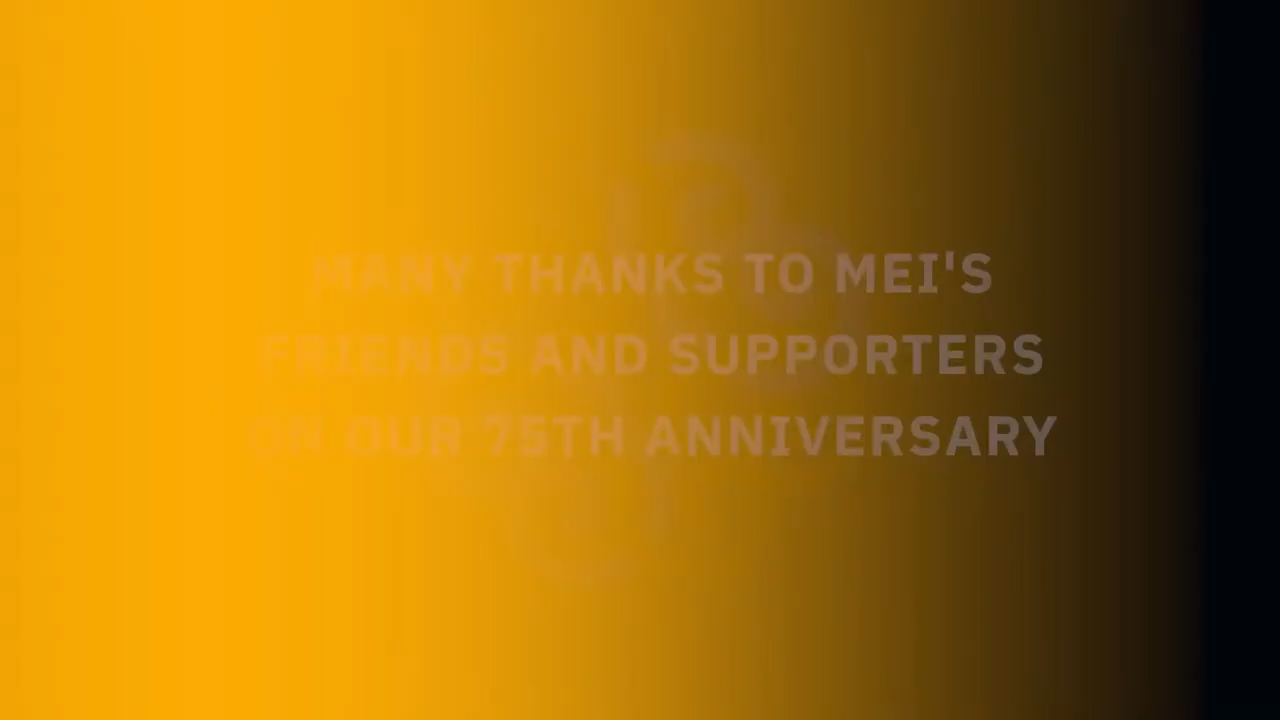 MANY THANKS TO MEI'S
FRIENDS AND SUPPORTERS
ON OUR 75TH ANNIVERSARY